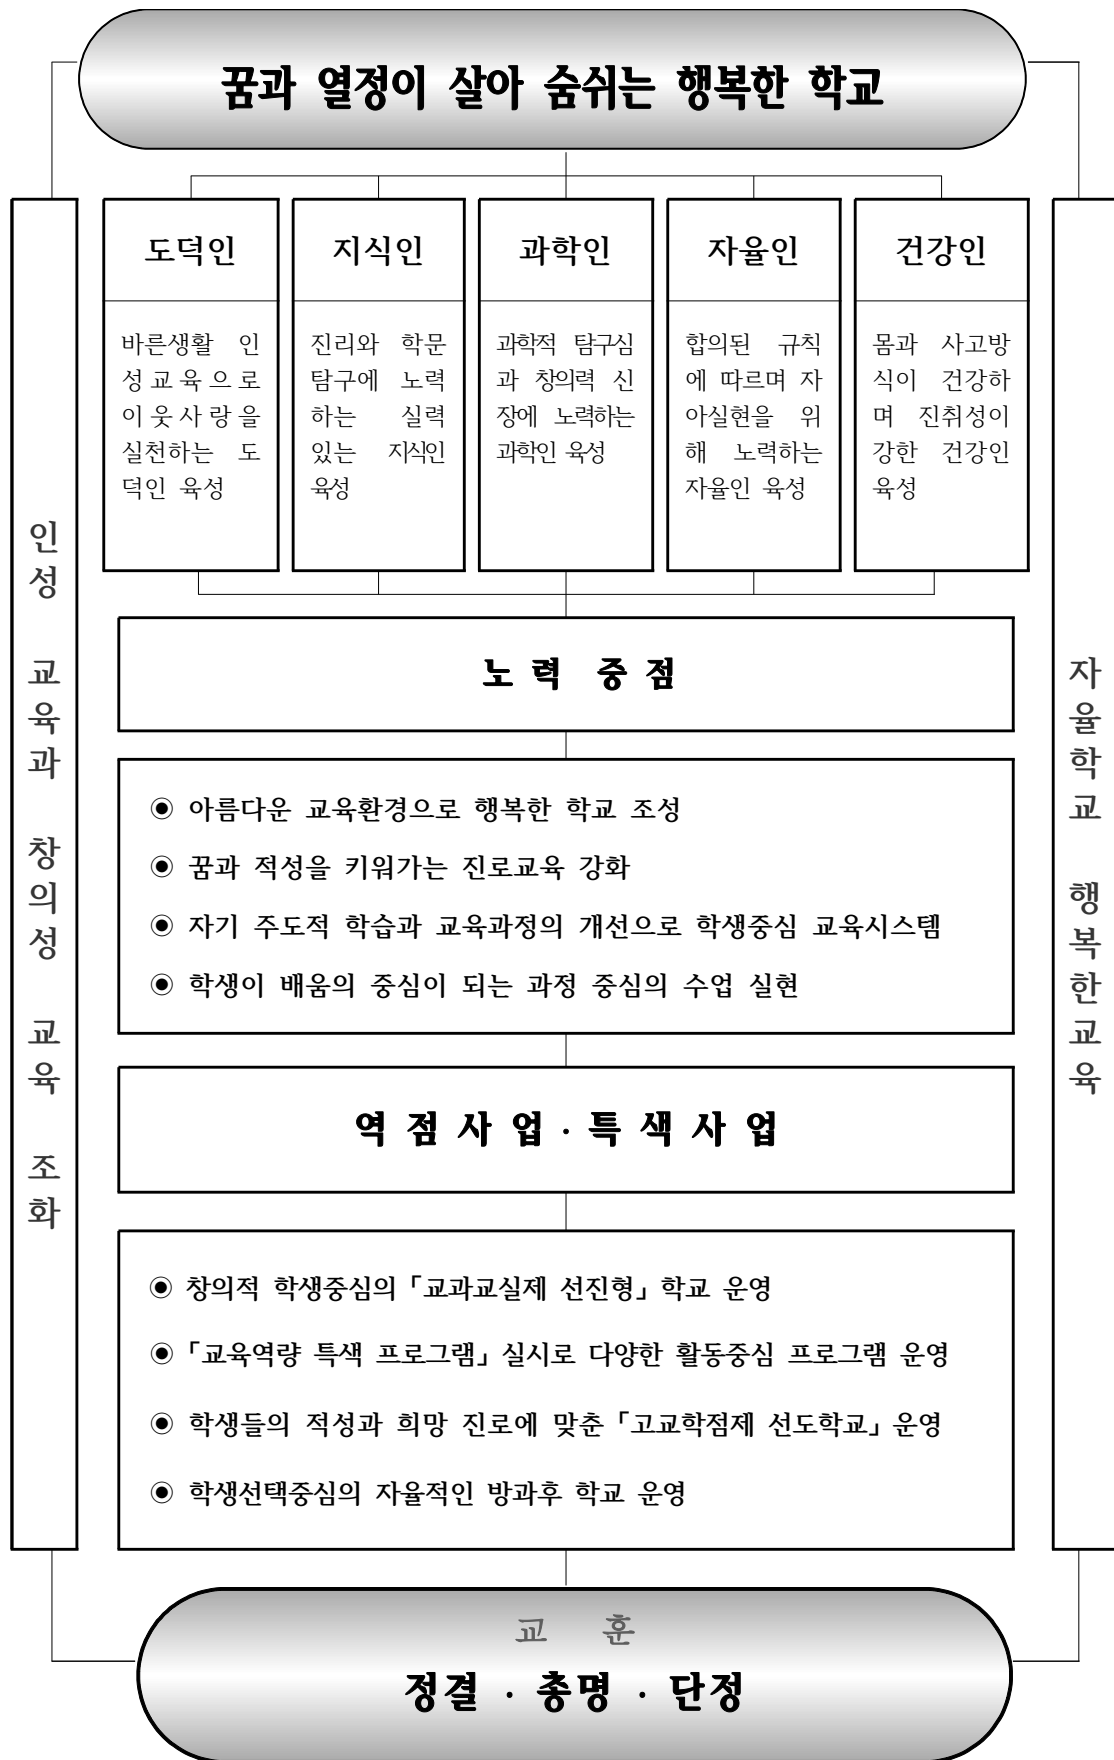 꿈과 열정이 살아 숨쉬는 행복한 학교
도덕인
바른생활 인
성교육으로
이웃사랑을
실천하는 도
덕인 육성
지식인
진리와 학문
탐구에 노력
하는 실력
있는 지식인
육성
과학인
과학적 탐구심
과 창의력 신
장에 노력하는
과학인 육성
자율인
합의된 규칙
에 따르며 자
아실현을 위
해 노력하는
자율인 육성
건강인
몸과 사고방
식이 건강하
며 진취성이
강한 건강인
육성
인성 교육과 창의성 교육 조화
노력 중점
◉ 아름다운 교육환경으로 행복한 학교 조성
◉ 꿈과 적성을 키워가는 진로교육 강화
◉ 자기 주도적 학습과 교육과정의 개선으로 학생중심 교육시스템
◉ 학생이 배움의 중심이 되는 과정 중심의 수업 실현
역점사업·특색사업
◉ 창의적 학생중심의 「교과교실제 선진형」 학교 운영
◉ 「교육역량 특색 프로그램」 실시로 다양한 활동중심 프로그램 운영
◉ 학생들의 적성과 희망 진로에 맞춘 「고교학점제 선도학교」 운영
◉ 학생선택중심의 자율적인 방과후 학교 운영
자율학교 행복한교육
교 훈
정결 · 총명 · 단정